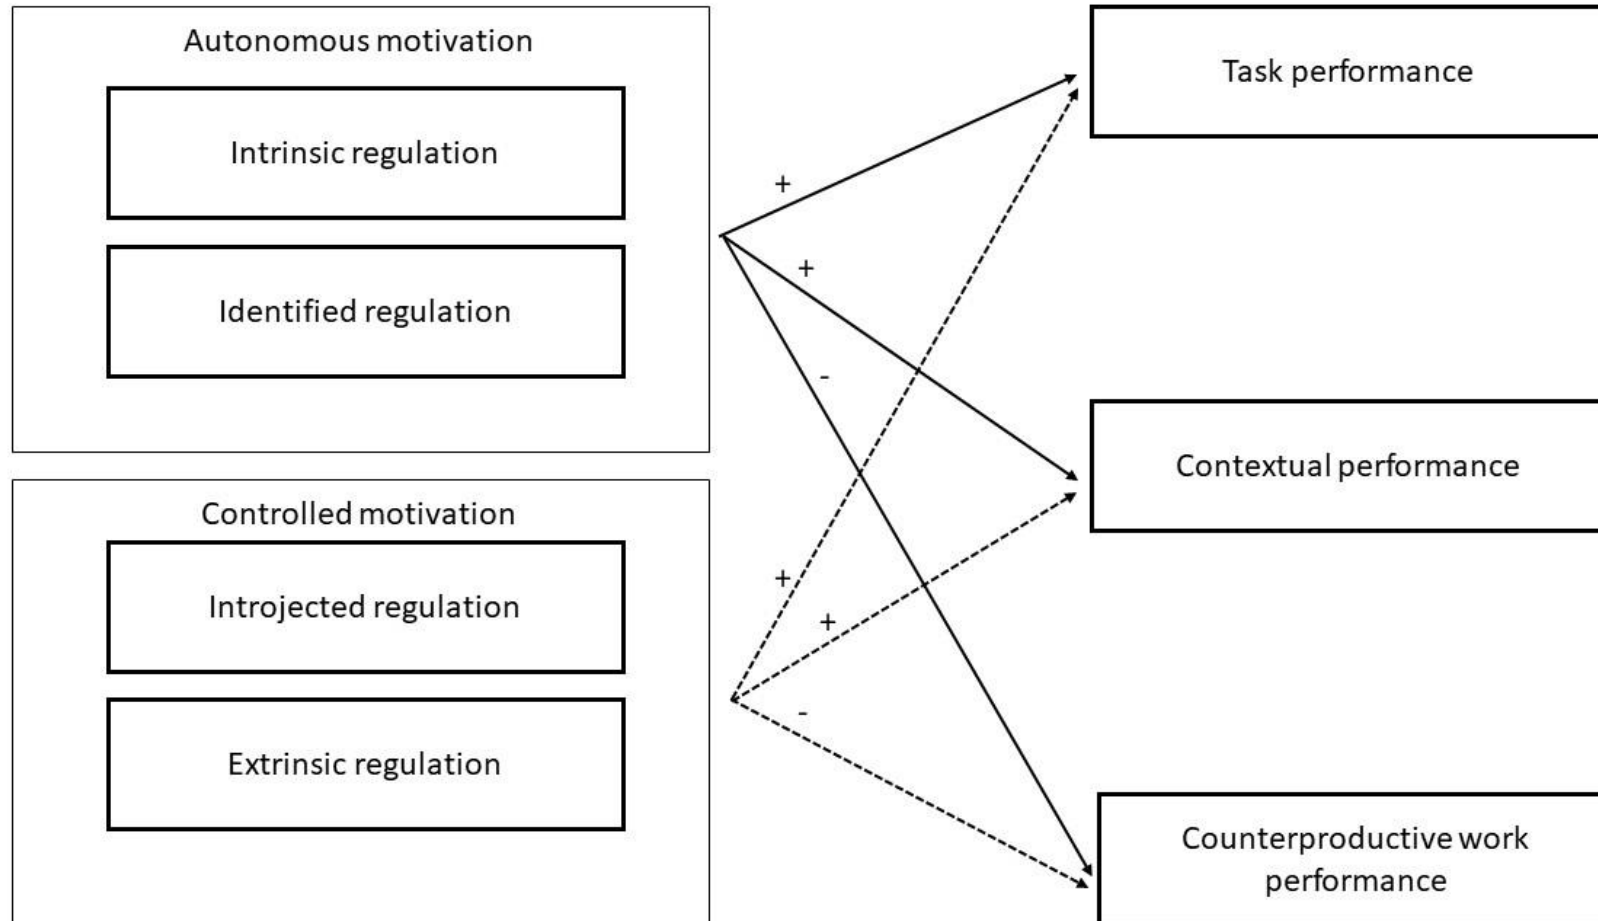 Autonomous motivation
Intrinsic regulation
Identified regulation
Controlled motivation
Introjected regulation
Extrinsic regulation
+
+
-
+
+
-
Task performance
Contextual performance
Counterproductive work
performance